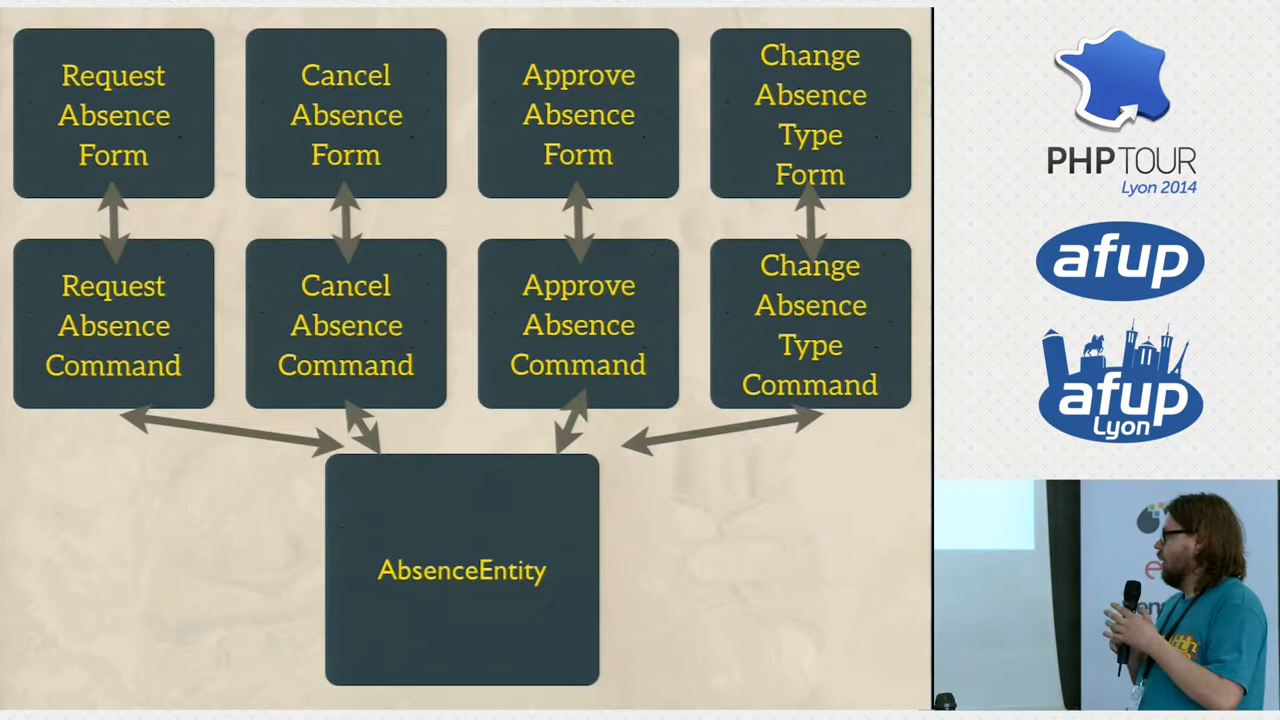 Request
Absence
Form
Cancel
Absence
Form
Approve
Absence
Form
Change
Absence
Type
Form
Request
Absence
Command
Cancel
Absence
Command
Approve
Absence
Command
Change
Absence
Type
Command
AbsenceEntity
PHPTOUR
Lyon 2014
afup
afup
Lyon